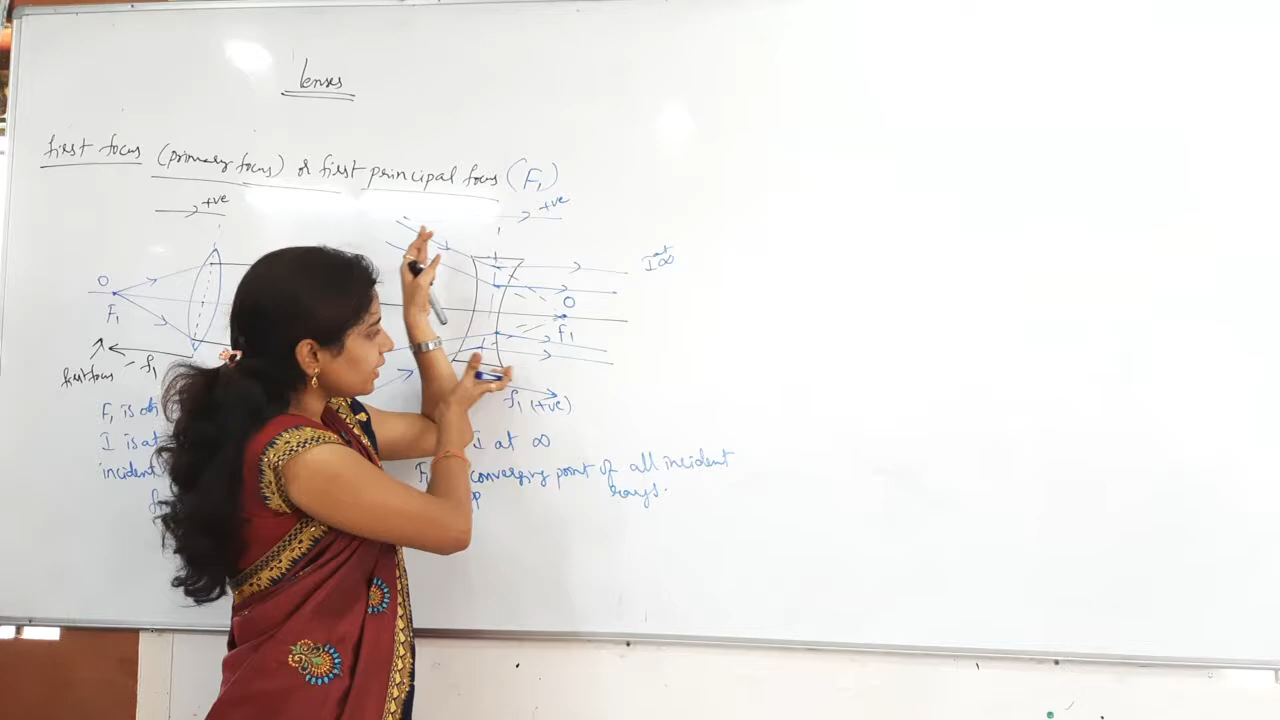 lenses
first focus (primary focus) or first principal focus (F₁)
+ve
+ve
I at ∞
O
F₁
O
F₁
first focus
- f₁
f₁ (+ve)
F₁ is
I is at
I at ∞
incident
F₁ converging point of all incident
rays.